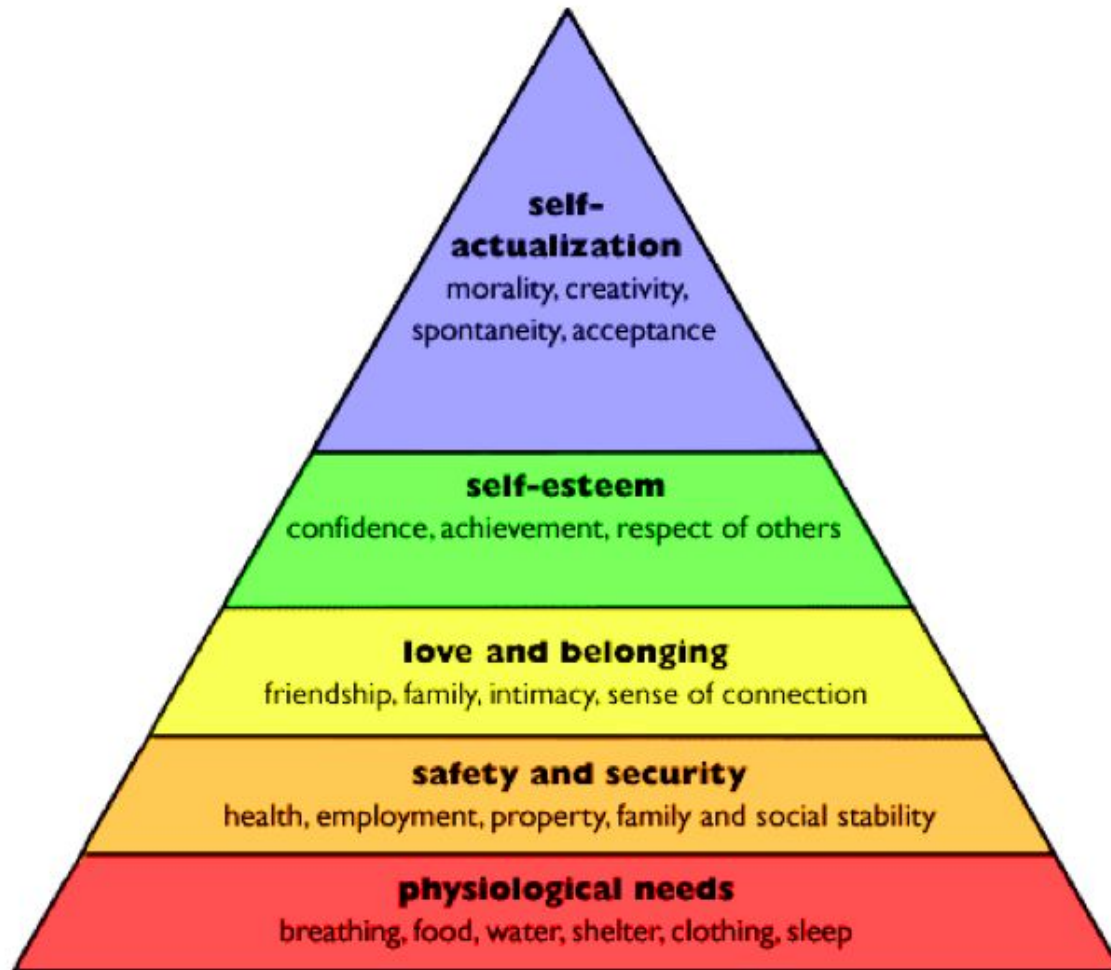 self-
actualization
morality, creativity,
spontaneity, acceptance
self-esteem
confidence, achievement, respect of others
love and belonging
friendship, family, intimacy, sense of connection
safety and security
health, employment, property, family and social stability
physiological needs
breathing, food, water, shelter, clothing, sleep